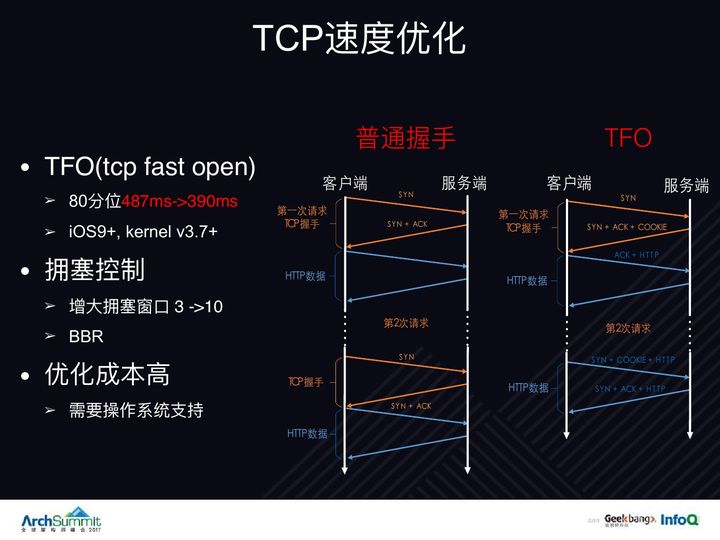 TCP速度优化
TFO(tcp fast open)
80分位487ms->390ms
iOS9+, kernel v3.7+
拥塞控制
增大拥塞窗口 3 ->10
BBR
优化成本高
需要操作系统支持
普通握手
客户端
服务端
SYN
第一次请求
TCP握手
SYN + ACK
HTTP数据
第2次请求
SYN
TCP握手
SYN + ACK
HTTP数据
TFO
客户端
服务端
SYN
第一次请求
TCP握手
SYN + ACK + COOKIE
ACK + HTTP
HTTP数据
第2次请求
SYN + COOKIE + HTTP
HTTP数据
SYN + ACK + HTTP
ArchSummit
全球架构师峰会 2017
Geekbang
InfoQ